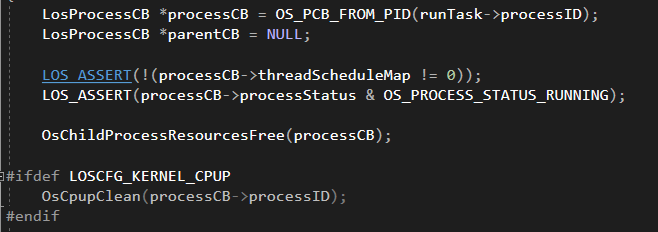 LosProcessCB *processCB = OS_PCB_FROM_PID(runTask->processID);
LosProcessCB *parentCB = NULL;
LOS_ASSERT(!(processCB->threadScheduleMap != 0));
LOS_ASSERT(processCB->processStatus & OS_PROCESS_STATUS_RUNNING);
OsChildProcessResourcesFree(processCB);
#ifdef LOSCFG_KERNEL_CPUP
OsCpupClean(processCB->processID);
#endif